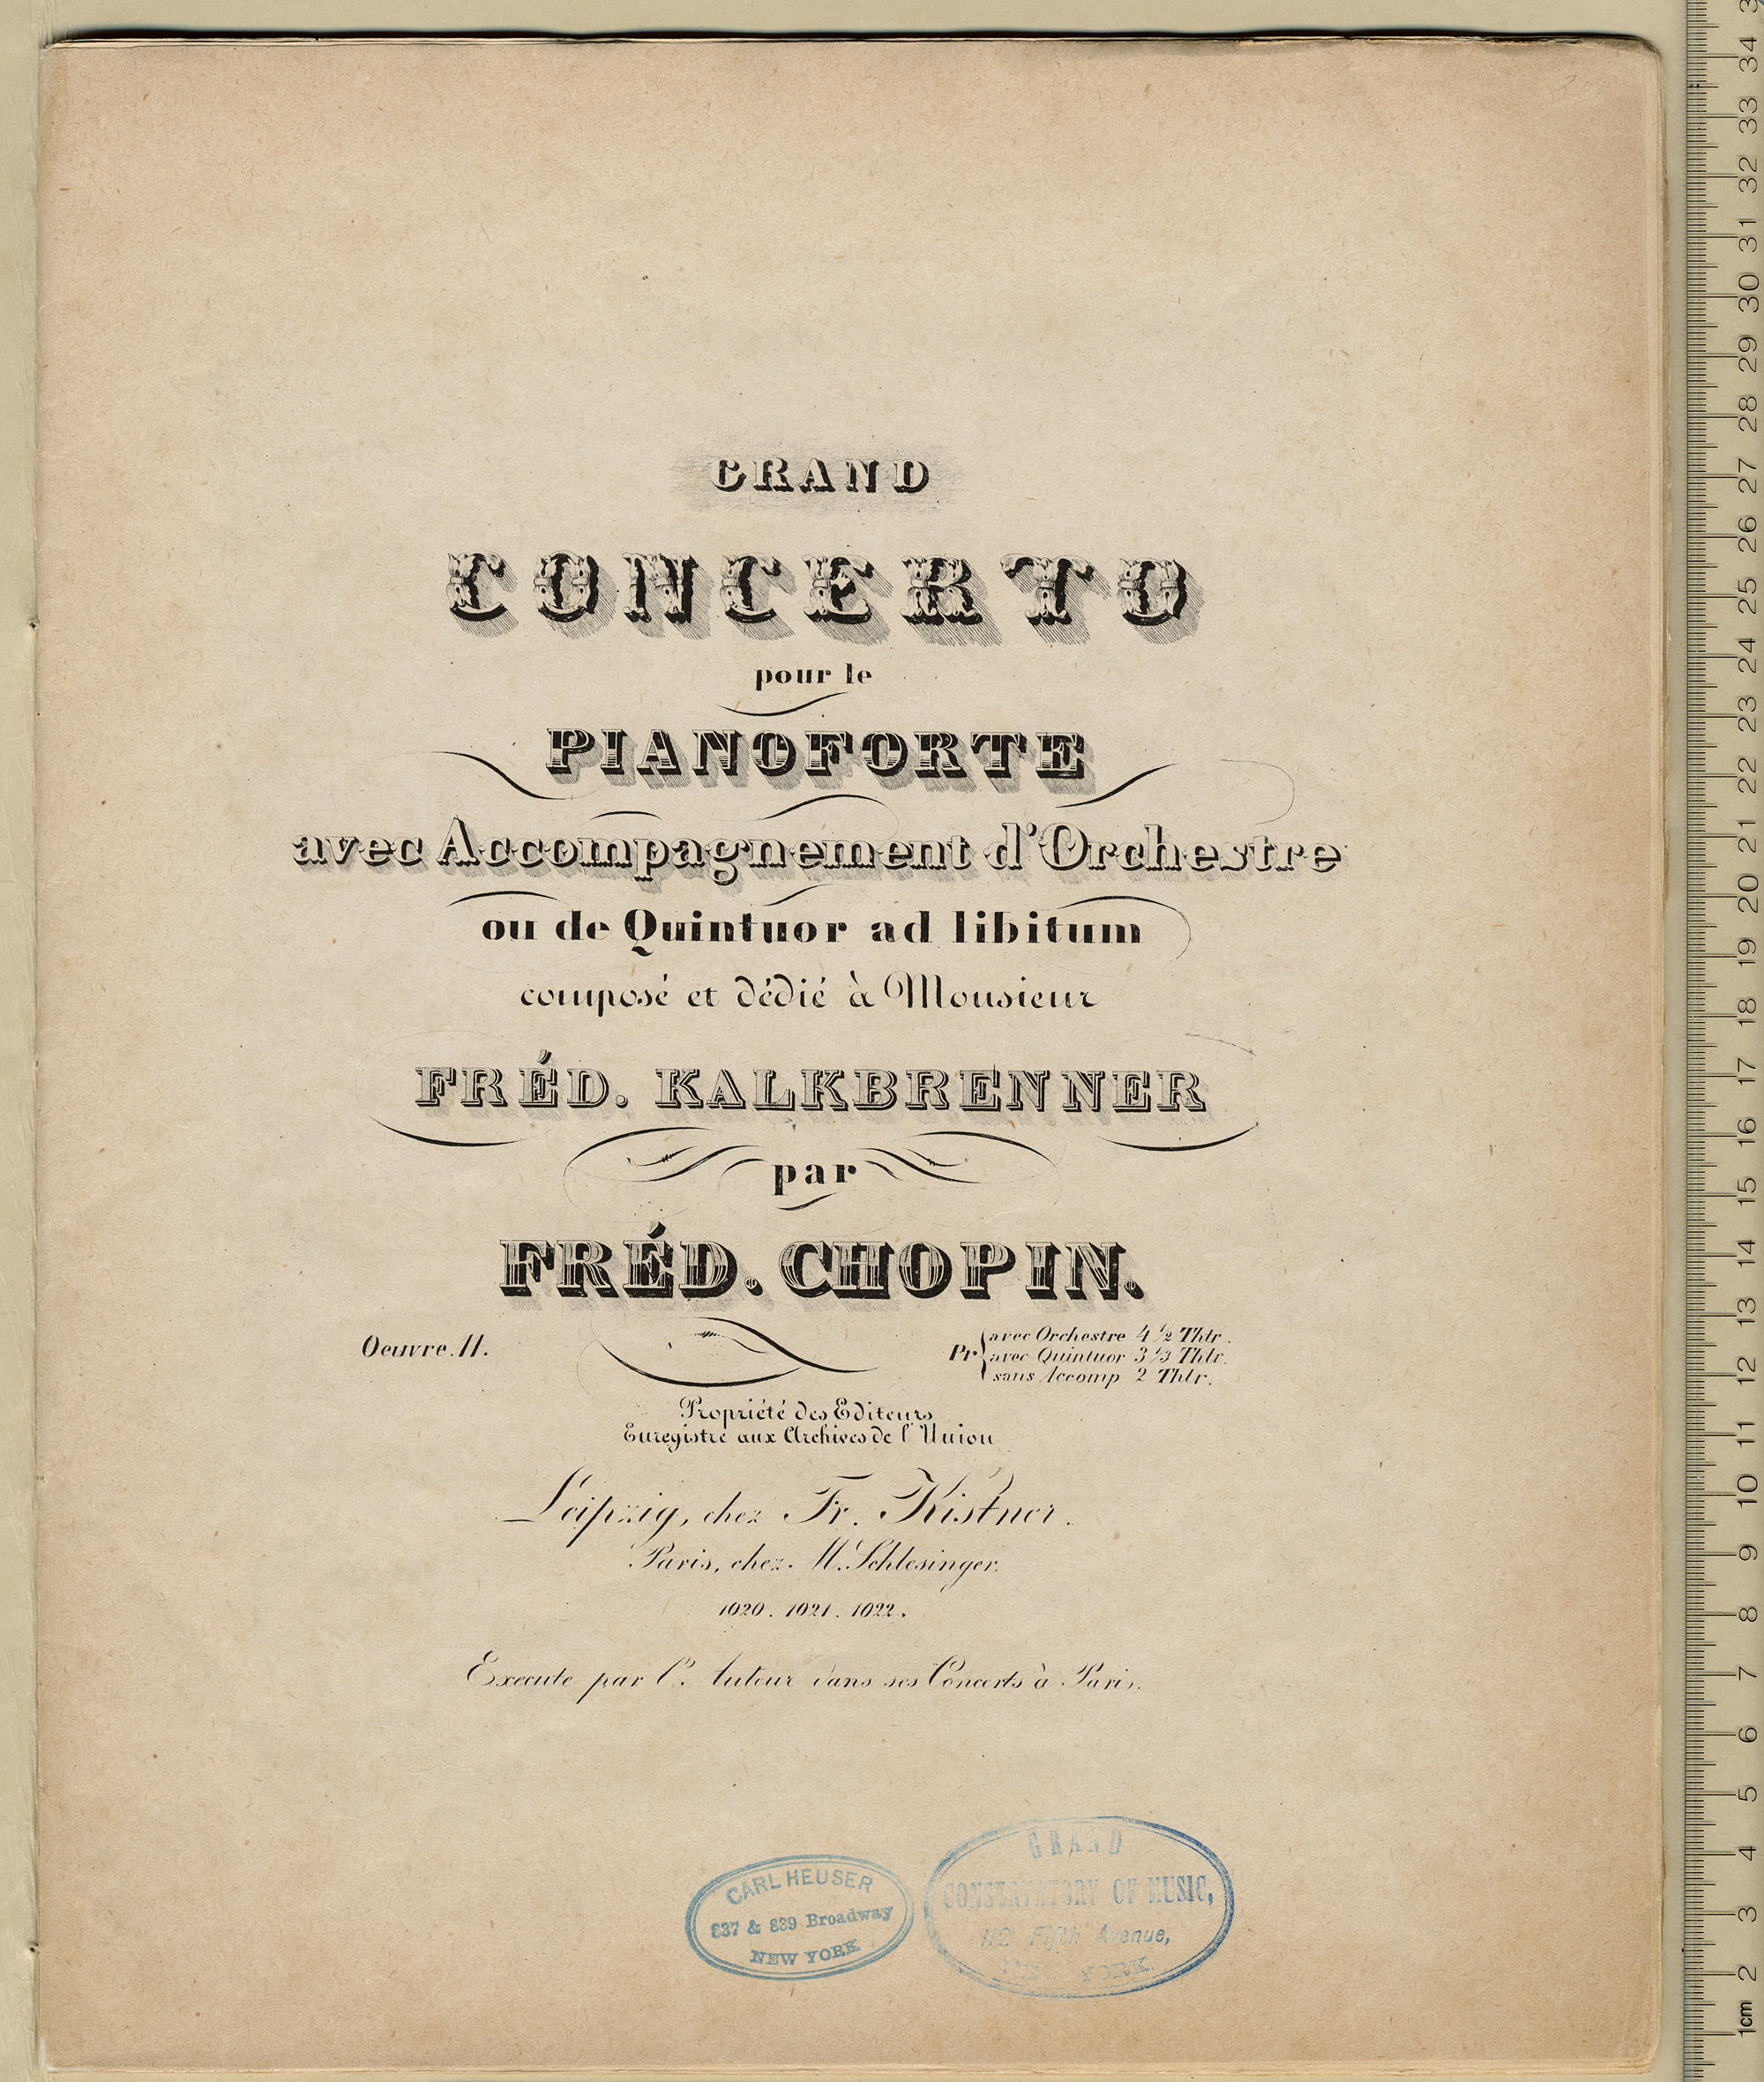 GRAND
CONCERTO
pour le
PIANOFORTE
avec Accompagnement d'Orchestre
ou de Quintuor ad libitum
composé et dédié à Monsieur
FRÉD. KALKBRENNER
par
FRÉD. CHOPIN.
Oeuvre. 11.
Pr avec Orchestre 4 1/2 Thlr.
avec Quintuor 3 1/3 Thlr.
sans Accomp 2 Thlr.
Propriété des Editeurs
Enregistré aux Archives de l'Union
Leipzig, chez Fr. Kistner.
Paris, chez M. Schlesinger.
1020. 1021. 1022.
Execute par l'Auteur dans ses Concerts à Paris.
CARL HEUSER
837 & 839 Broadway
NEW YORK
GRAND
CONSERVATORY OF MUSIC,
112 Fifth Avenue,
NEW YORK.
34
33
32
31
30
29
28
27
26
25
24
23
22
21
20
19
18
17
16
15
14
13
12
11
10
9
8
7
6
5
4
3
2
1cm